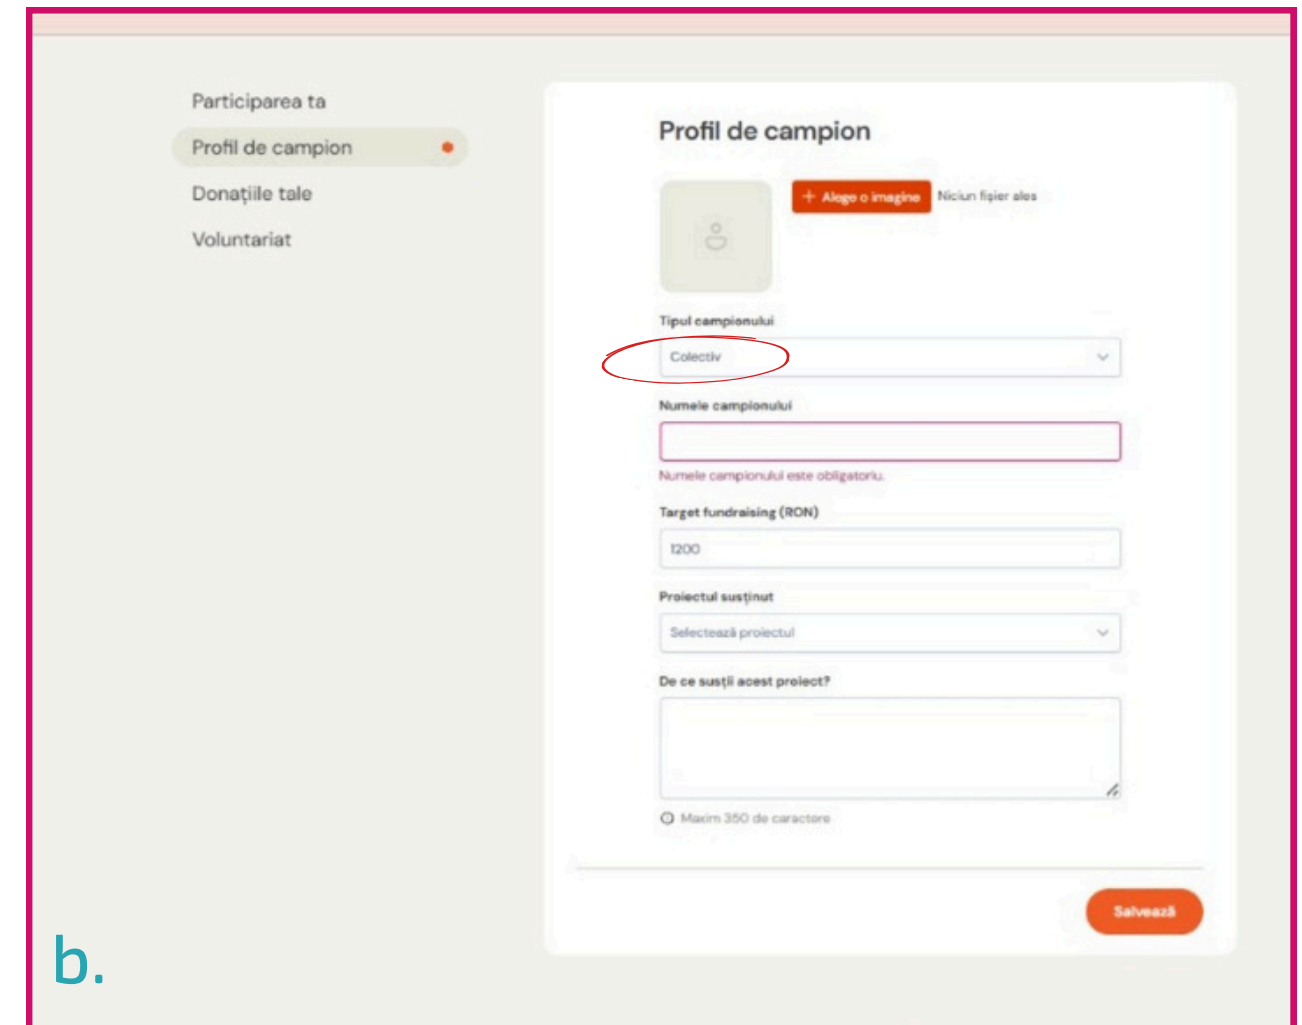 Participarea ta
Profil de campion
Donațiile tale
Voluntariat
Profil de campion
+ Alege o imagine Niciun fișier ales
Tipul campionului
Colectiv
Numele campionului
Numele campionului este obligatoriu.
Target fundraising (RON)
1200
Proiectul susținut
Selectează proiectul
De ce susții acest proiect?
Maxim 350 de caractere
Salvează
b.